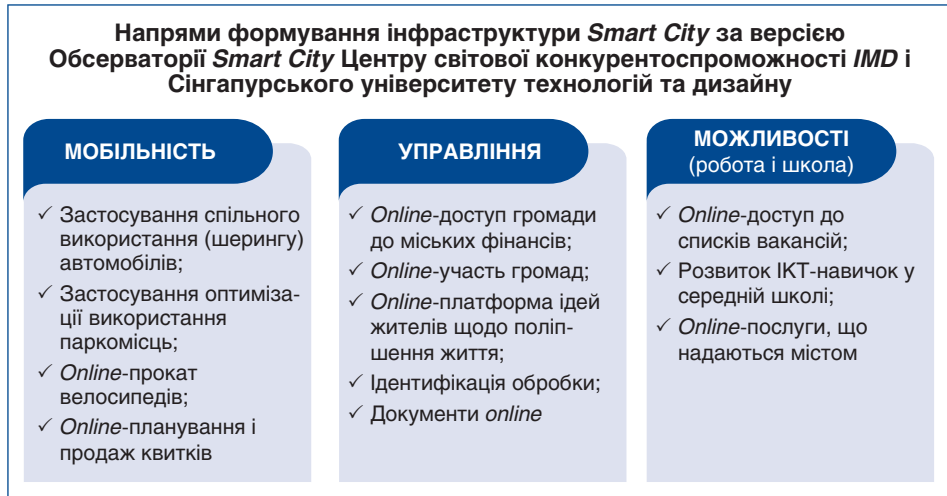 Напрями формування інфраструктури Smart City за версією
Обсерваторії Smart City Центру світової конкурентоспроможності IMD і
Сінгапурського університету технологій та дизайну
МОБІЛЬНІСТЬ
✓ Застосування спільного
використання (шерингу)
автомобілів;
✓ Застосування оптиміза-
ції використання
паркомісць;
✓ Online-прокат
велосипедів;
✓ Online-планування і
продаж квитків
УПРАВЛІННЯ
✓ Online-доступ громади
до міських фінансів;
✓ Online-участь громад;
✓ Online-платформа ідей
жителів щодо поліп-
шення життя;
✓ Ідентифікація обробки;
✓ Документи online
МОЖЛИВОСТІ
(робота і школа)
✓ Online-доступ до
списків вакансій;
✓ Розвиток ІКТ-навичок у
середній школі;
✓ Online-послуги, що
надаються містом